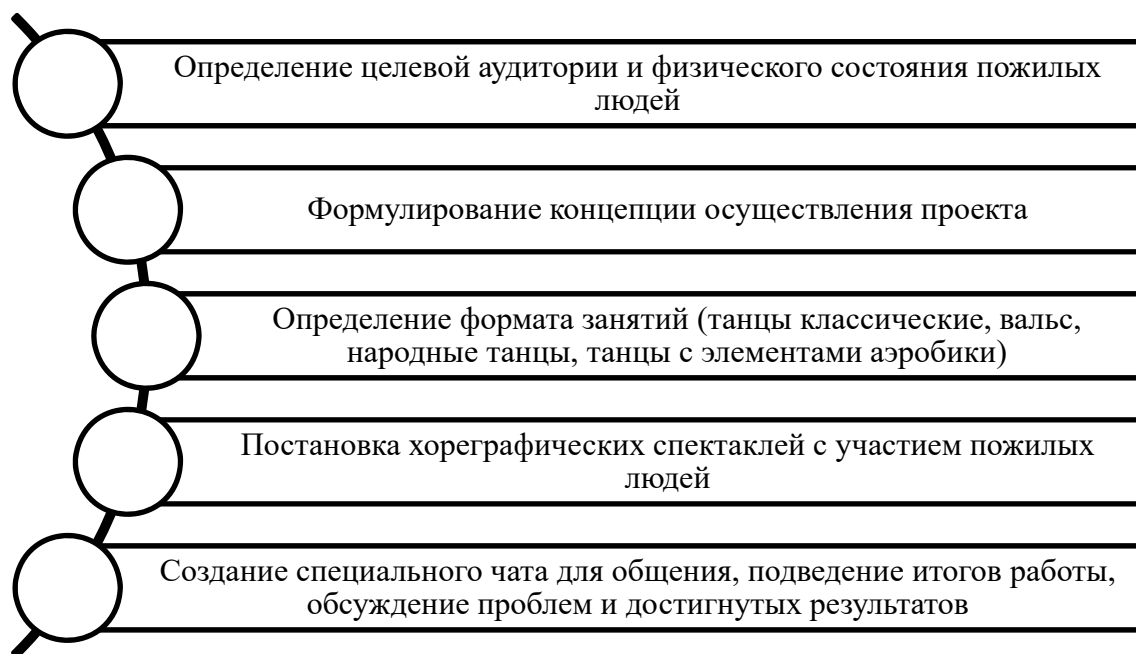 Определение целевой аудитории и физического состояния пожилых
людей
Формулирование концепции осуществления проекта
Определение формата занятий (танцы классические, вальс,
народные танцы, танцы с элементами аэробики)
Постановка хореграфических спектаклей с участием пожилых
людей
Создание специального чата для общения, подведение итогов работы,
обсуждение проблем и достигнутых результатов